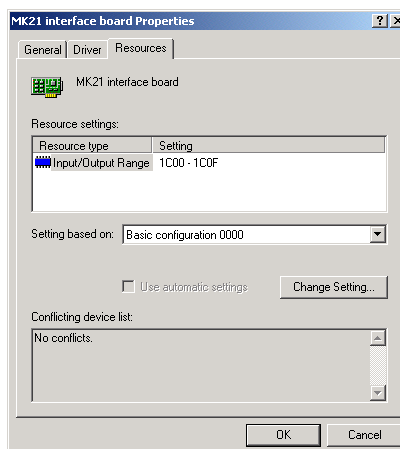 MK21 interface board Properties
General Driver Resources
MK21 interface board
Resource settings:
Resource type Setting
Input/Output Range 1C00 - 1C0F
Setting based on: Basic configuration 0000
Use automatic settings Change Setting...
Conflicting device list:
No conflicts.
OK Cancel